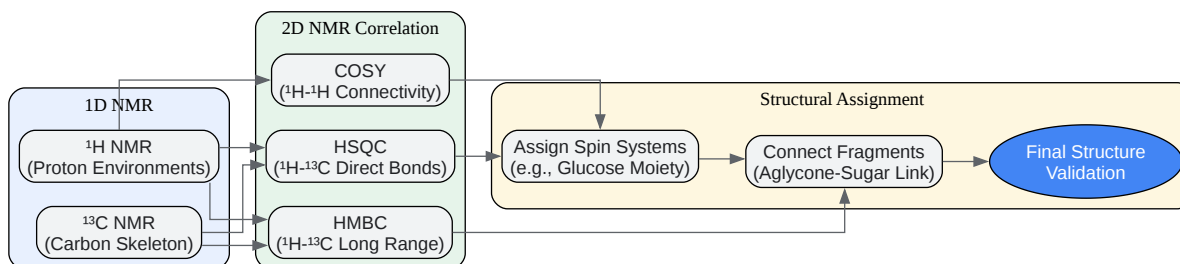 1D NMR
¹H NMR
(Proton Environments)
¹³C NMR
(Carbon Skeleton)
2D NMR Correlation
COSY
(¹H-¹H Connectivity)
HSQC
(¹H-¹³C Direct Bonds)
HMBC
(¹H-¹³C Long Range)
Structural Assignment
Assign Spin Systems
(e.g., Glucose Moiety)
Connect Fragments
(Aglycone-Sugar Link)
Final Structure
Validation